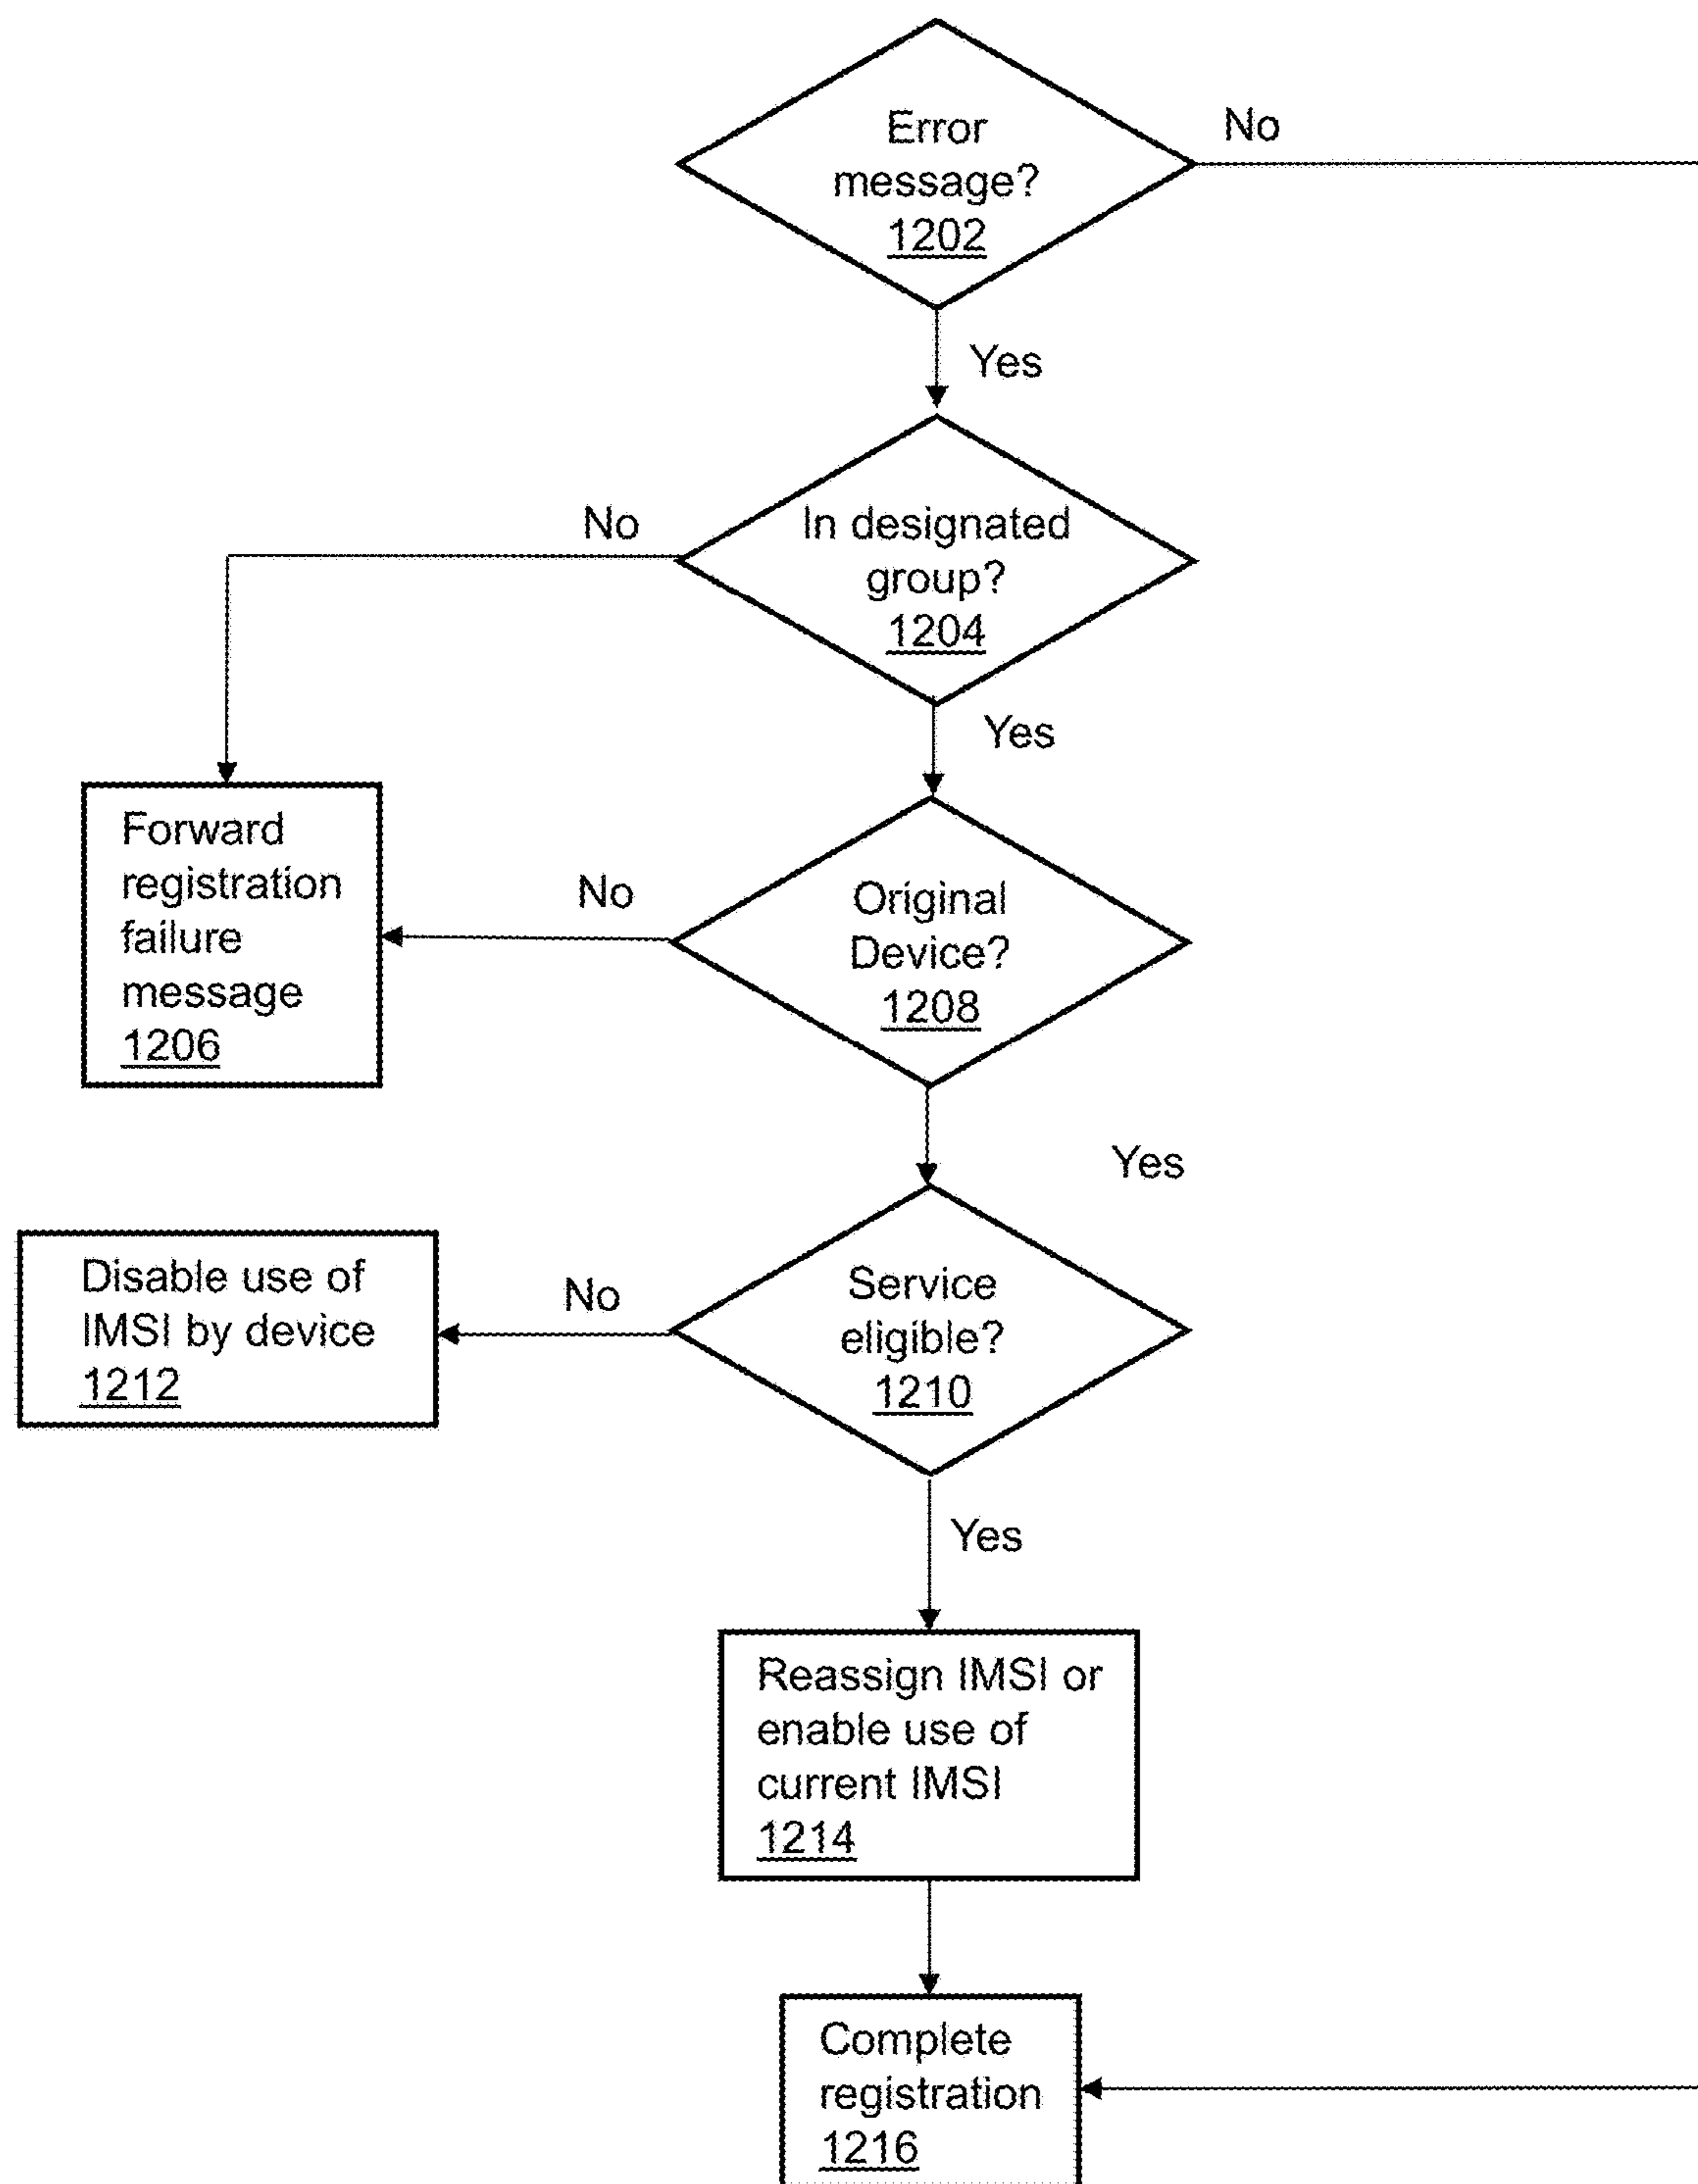 Error
message?
1202
No
Yes
In designated
group?
1204
No
Yes
Forward
registration
failure
message
1206
No
Original
Device?
1208
Yes
Disable use of
IMSI by device
1212
No
Service
eligible?
1210
Yes
Reassign IMSI or
enable use of
current IMSI
1214
Complete
registration
1216